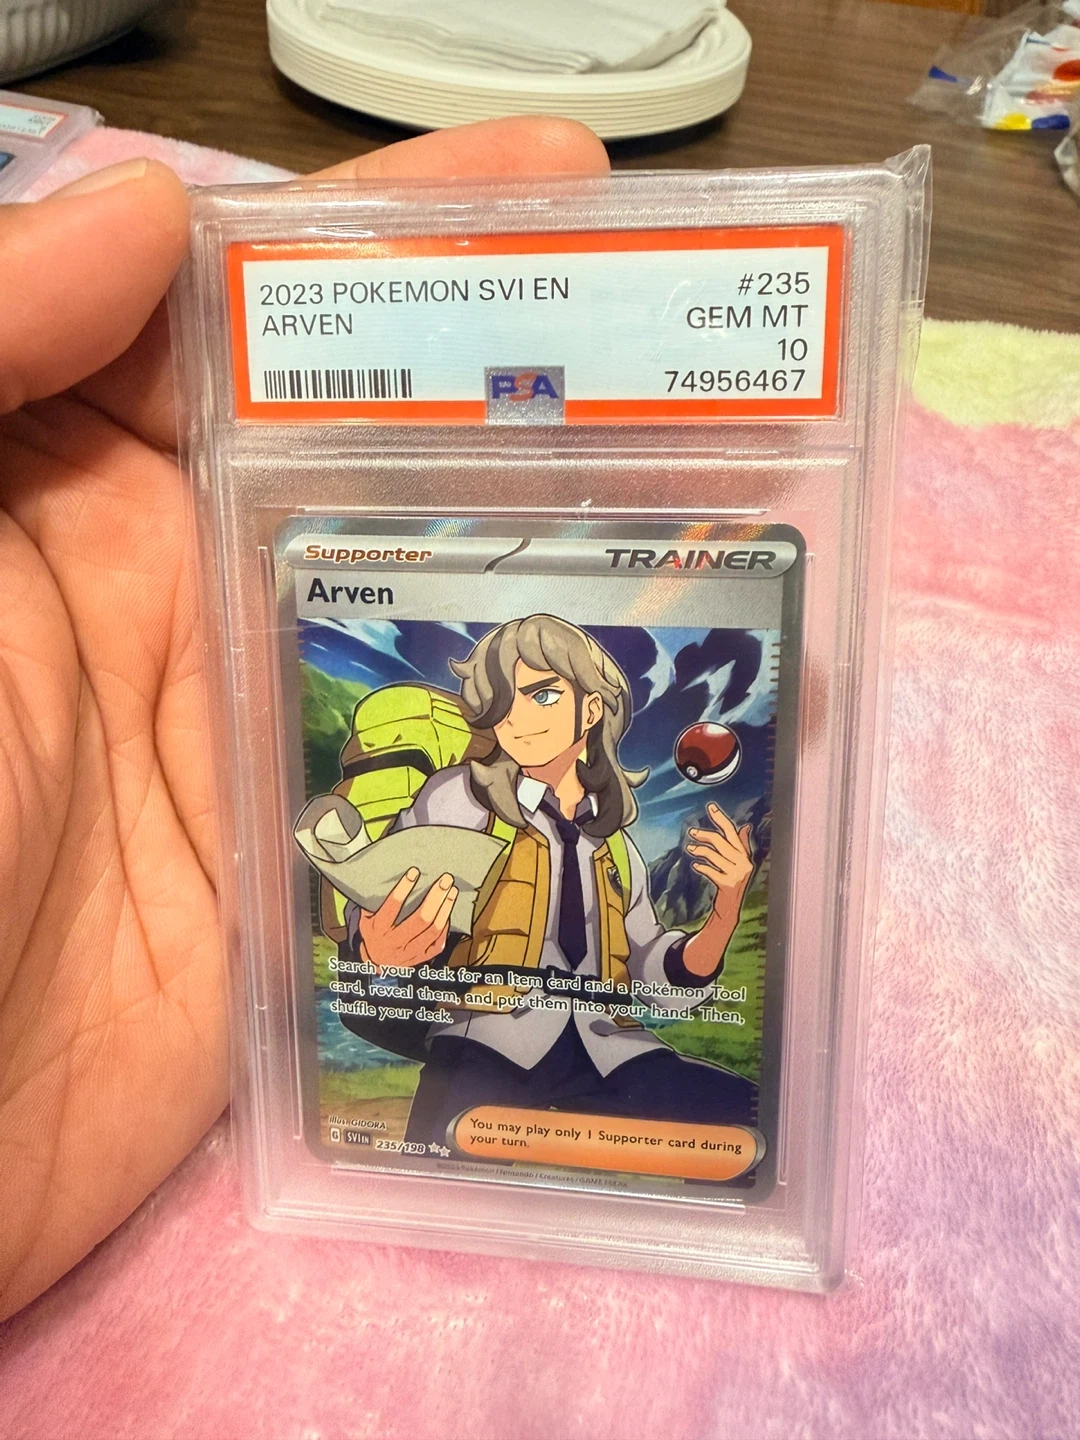 2023 POKEMON SVI EN
#235
ARVEN
GEM MT
10
PSA
74956467
Supporter
TRAINER
Arven
Search your deck for an Item card and a Pokémon Tool
card, reveal them, and put them into your hand. Then,
shuffle your deck.
Illus. GIDORA
G SVI EN 235/198
You may play only 1 Supporter card during
your turn.